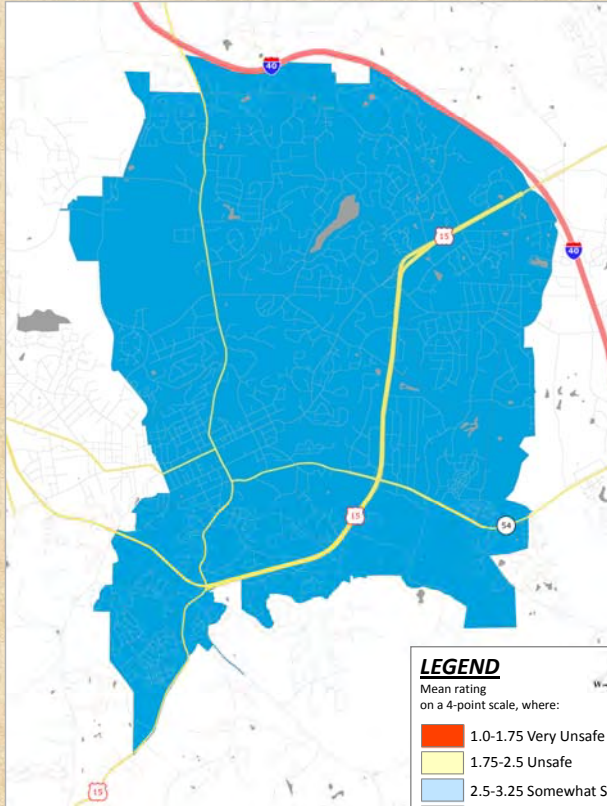 40
15
40
15
54
15
LEGEND
Mean rating
on a 4-point scale, where:
1.0-1.75 Very Unsafe
1.75-2.5 Unsafe
2.5-3.25 Somewhat S